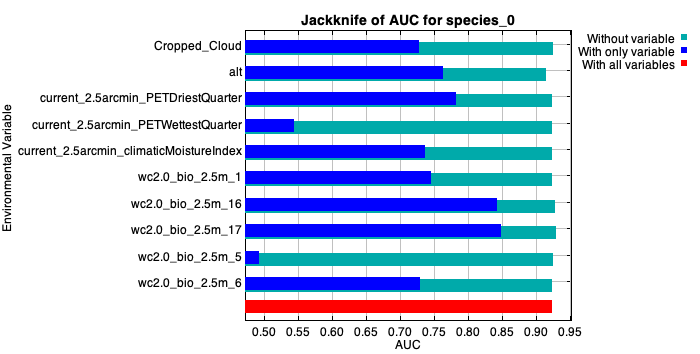 Jackknife of AUC for species_0
Without variable
With only variable
With all variables
Environmental Variable
Cropped_Cloud
alt
current_2.5arcmin_PETDriestQuarter
current_2.5arcmin_PETWettestQuarter
current_2.5arcmin_climaticMoistureIndex
wc2.0_bio_2.5m_1
wc2.0_bio_2.5m_16
wc2.0_bio_2.5m_17
wc2.0_bio_2.5m_5
wc2.0_bio_2.5m_6
0.50 0.55 0.60 0.65 0.70 0.75 0.80 0.85 0.90 0.95
AUC